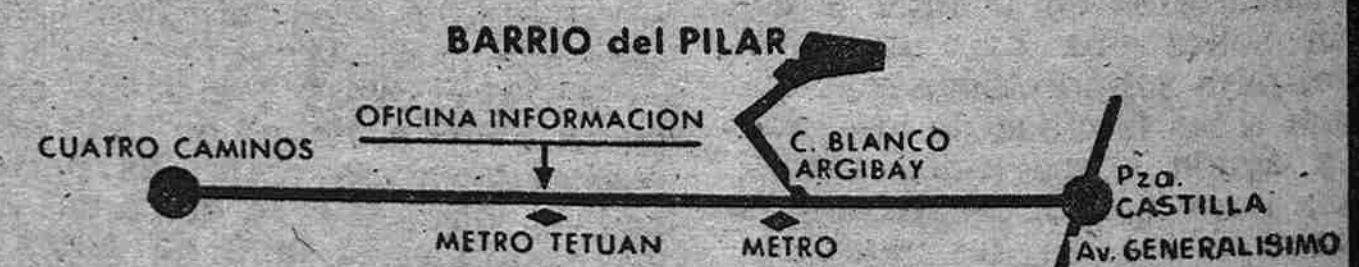 BARRIO del PILAR
OFICINA INFORMACION
CUATRO CAMINOS
C. BLANCO
ARGIBAY
Pza.
CASTILLA
METRO TETUAN
METRO
Av. GENERALISIMO